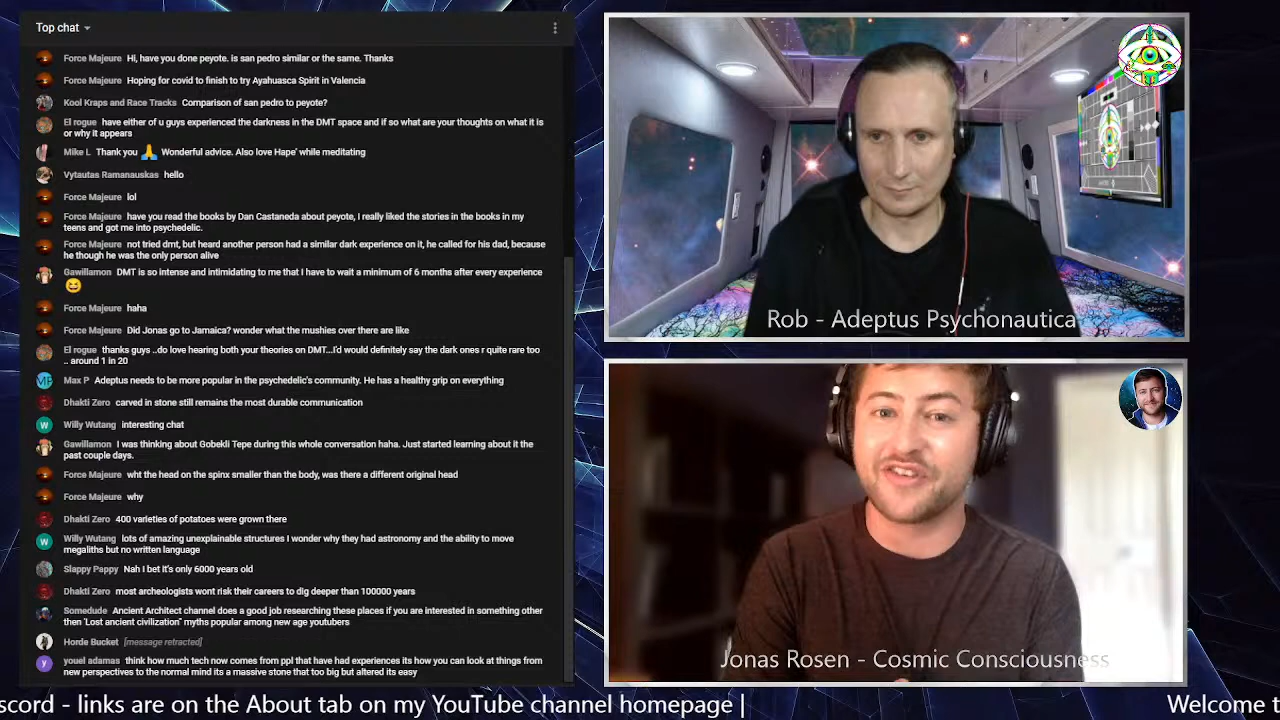 Top chat
Force Majeure Hi, have you done peyote. is san pedro similar or the same. Thanks
Force Majeure Hoping for covid to finish to try Ayahuasca Spirit in Valencia
Kool Kraps and Race Tracks Comparison of san pedro to peyote?
El rogue have either of u guys experienced the darkness in the DMT space and if so what are your thoughts on what it is
or why it appears
Mike L Thank you 🙏 Wonderful advice. Also love Hape' while meditating
Vytautas Ramanauskas hello
Force Majeure lol
Force Majeure have you read the books by Dan Castaneda about peyote, I really liked the stories in the books in my
teens and got me into psychedelic.
Force Majeure not tried dmt, but heard another person had a similar dark experience on it, he called for his dad, because
he though he was the only person alive
Gawillamon DMT is so intense and intimidating to me that I have to wait a minimum of 6 months after every experience
😆
Force Majeure haha
Force Majeure Did Jonas go to Jamaica? wonder what the mushies over there are like
El rogue thanks guys ..do love hearing both your theories on DMT...I'd would definitely say the dark ones r quite rare too
.. around 1 in 20
Max P Adeptus needs to be more popular in the psychedelic's community. He has a healthy grip on everything
Dhakti Zero carved in stone still remains the most durable communication
Willy Wutang interesting chat
Gawillamon I was thinking about Gobekli Tepe during this whole conversation haha. Just started learning about it the
past couple days.
Force Majeure wht the head on the spinx smaller than the body, was there a different original head
Force Majeure why
Dhakti Zero 400 varieties of potatoes were grown there
Willy Wutang lots of amazing unexplainable structures I wonder why they had astronomy and the ability to move
megaliths but no written language
Slappy Pappy Nah I bet it's only 6000 years old
Dhakti Zero most archeologists wont risk their careers to dig deeper than 100000 years
Somedude Ancient Architect channel does a good job researching these places if you are interested in something other
then 'Lost ancient civilization" myths popular among new age youtubers
Horde Bucket [message retracted]
youel adamas think how much tech now comes from ppl that have had experiences its how you can look at things from
new perspectives to the normal mind its a massive stone that too big but altered its easy
Rob - Adeptus Psychonautica
Jonas Rosen - Cosmic Consciousness
scord - links are on the About tab on my YouTube channel homepage | Welcome t